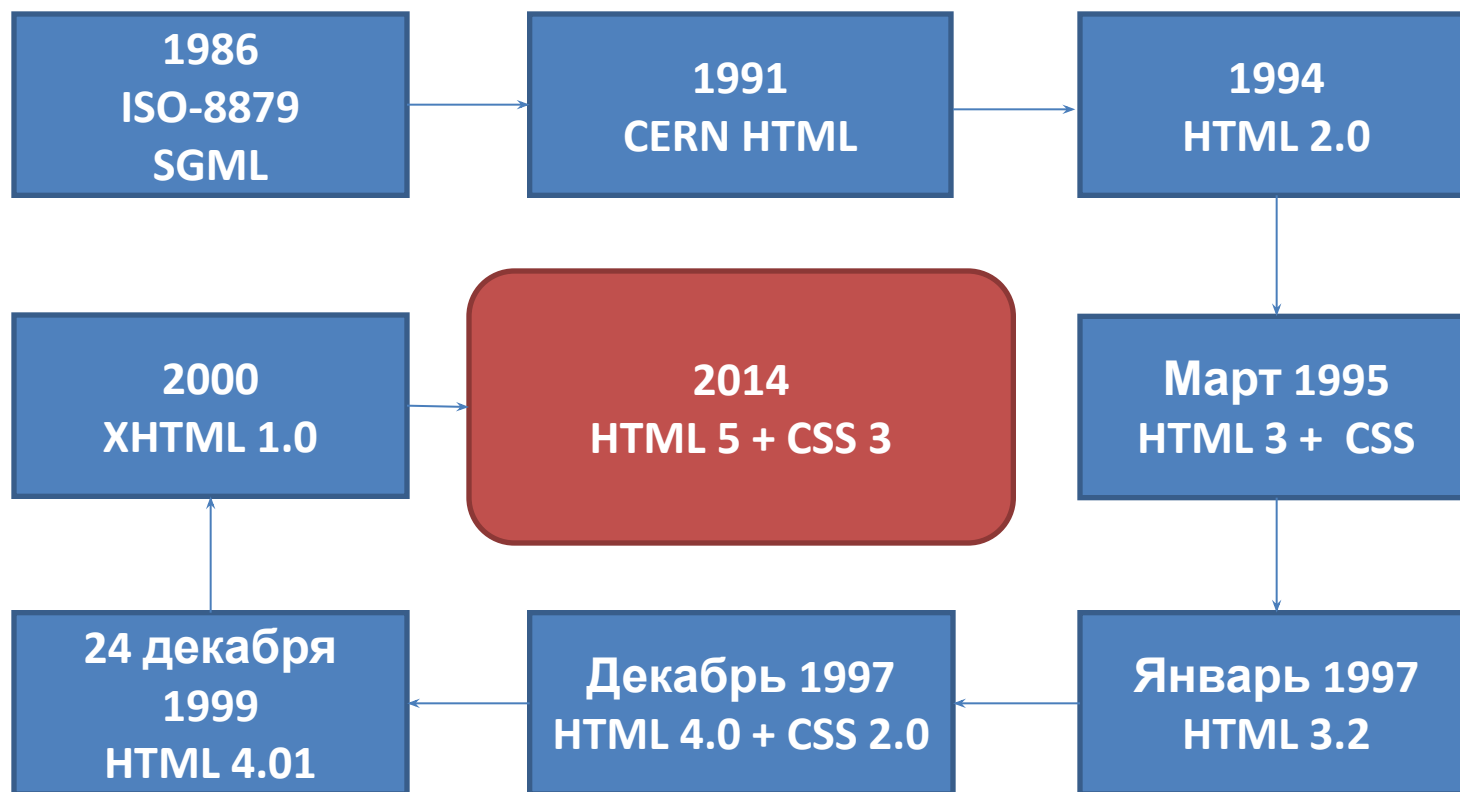 1986
ISO-8879
SGML
1991
CERN HTML
1994
HTML 2.0
Март 1995
HTML 3 +  CSS
Январь 1997
HTML 3.2
Декабрь 1997
HTML 4.0 + CSS 2.0
24 декабря
1999
HTML 4.01
2000
XHTML 1.0
2014
HTML 5 + CSS 3